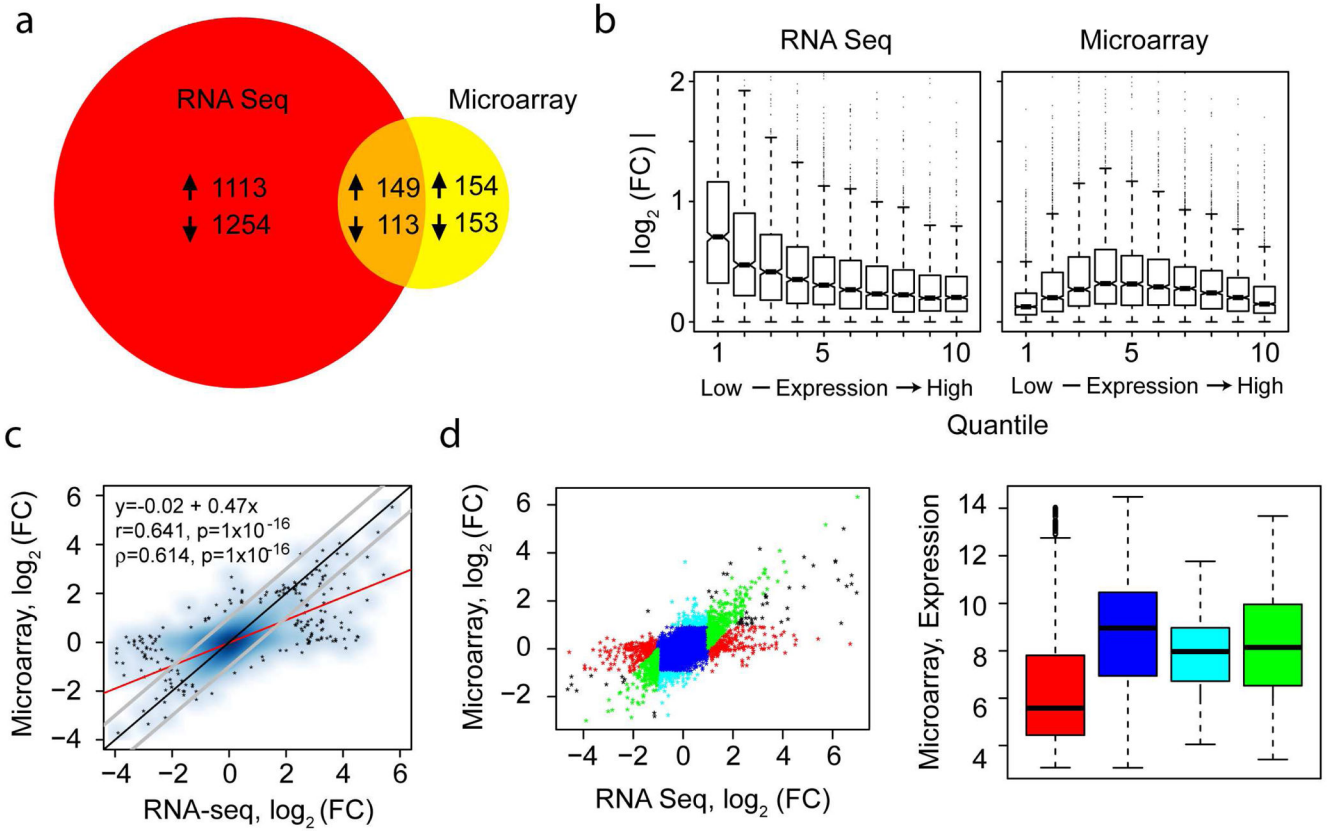 a
RNA Seq
Microarray
1113
1254
149
113
154
153
b
RNA Seq
Microarray
| log₂ (FC) |
2
1
0
1
5
10
1
5
10
Low – Expression → High
Low – Expression → High
Quantile
c
Microarray, log₂ (FC)
6
4
2
0
−2
−4
y=-0.02 + 0.47x
r=0.641, p=1x10⁻¹⁶
ρ=0.614, p=1x10⁻¹⁶
−4
−2
0
2
4
6
RNA-seq, log₂ (FC)
d
Microarray, log₂ (FC)
6
4
2
0
−2
−4
−2
0
2
4
6
RNA Seq, log₂ (FC)
Microarray, Expression
14
12
10
8
6
4